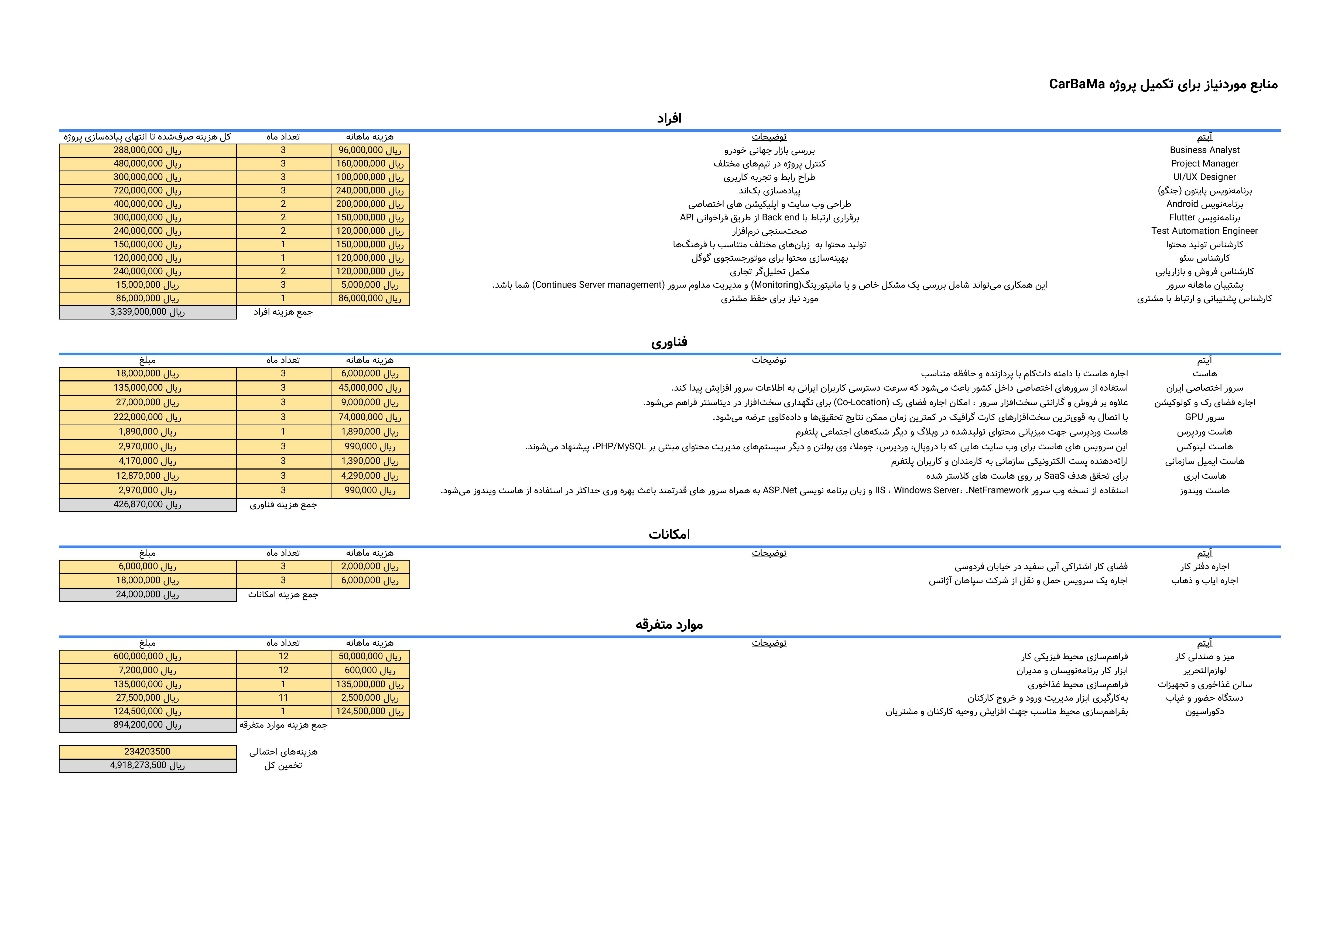 منابع موردنیاز برای تکمیل پروژه CarBaMa
افراد
آیتم توضیحات هزینه ماهانه تعداد ماه کل هزینه صرف‌شده تا انتهای پیاده‌سازی پروژه
Business Analyst بررسی بازار جهانی خودرو ریال 96,000,000 3 ریال 288,000,000
Project Manager کنترل پروژه در تیم‌های مختلف ریال 160,000,000 3 ریال 480,000,000
UI/UX Designer طراح رابط و تجربه کاربری ریال 100,000,000 3 ریال 300,000,000
برنامه‌نویس پایتون (جنگو) پیاده‌سازی بک‌اند ریال 240,000,000 3 ریال 720,000,000
برنامه‌نویس Android طراحی وب سایت و اپلیکیشن های اختصاصی ریال 200,000,000 2 ریال 400,000,000
برنامه‌نویس Flutter برقراری ارتباط با Back end از طریق فراخوانی API ریال 150,000,000 2 ریال 300,000,000
Test Automation Engineer صحت‌سنجی نرم‌افزار ریال 120,000,000 2 ریال 240,000,000
کارشناس تولید محتوا تولید محتوا به زبان‌های مختلف متناسب با فرهنگ‌ها ریال 150,000,000 1 ریال 150,000,000
کارشناس سئو بهینه‌سازی محتوا برای موتورجستجوی گوگل ریال 120,000,000 1 ریال 120,000,000
کارشناس فروش و بازاریابی مکمل تحلیل‌گر تجاری ریال 120,000,000 2 ریال 240,000,000
پشتیبان ماهانه سرور این همکاری می‌تواند شامل بررسی یک مشکل خاص و یا مانیتورینگ(Monitoring) و مدیریت مداوم سرور (Continues Server management) شما باشد. ریال 5,000,000 3 ریال 15,000,000
کارشناس پشتیبانی و ارتباط با مشتری مورد نیاز برای حفظ مشتری ریال 86,000,000 1 ریال 86,000,000
جمع هزینه افراد ریال 3,339,000,000
فناوری
آیتم توضیحات هزینه ماهانه تعداد ماه مبلغ
هاست اجاره هاست با دامنه دات‌کام با پردازنده و حافظه متناسب ریال 6,000,000 3 ریال 18,000,000
سرور اختصاصی ایران استفاده از سرورهای اختصاصی داخل کشور باعث می‌شود که سرعت دسترسی کاربران ایرانی به اطلاعات سرور افزایش پیدا کند. ریال 45,000,000 3 ریال 135,000,000
اجاره فضای رک و کولوکیشن علاوه بر فروش و گارانتی سخت‌افزار سرور ، امکان اجاره فضای رک (Co-Location) برای نگهداری سخت‌افزار در دیتاسنتر فراهم می‌شود. ریال 9,000,000 3 ریال 27,000,000
سرور GPU با اتصال به قوی‌ترین سخت‌افزارهای کارت گرافیک در کمترین زمان ممکن نتایج تحقیق‌ها و داده‌کاوی عرضه می‌شود. ریال 74,000,000 3 ریال 222,000,000
هاست وردپرس هاست وردپرسی جهت میزبانی محتوای تولیدشده در وبلاگ و دیگر شبکه‌های اجتماعی پلتفرم ریال 1,890,000 1 ریال 1,890,000
هاست لینوکس این سرویس های هاست برای وب سایت هایی که با دروپال، وردپرس، جوملا، وی بولتن و دیگر سیستم‌های مدیریت محتوای مبتنی بر PHP/MySQL، پیشنهاد می‌شوند. ریال 990,000 3 ریال 2,970,000
هاست ایمیل سازمانی ارائه‌دهنده پست الکترونیکی سازمانی به کارمندان و کاربران پلتفرم ریال 1,390,000 3 ریال 4,170,000
هاست ابری برای تحقق هدف SaaS بر روی هاست های کلاستر شده ریال 4,290,000 3 ریال 12,870,000
هاست ویندوز استفاده از نسخه وب سرور IIS ، Windows Server، .NetFramework و زبان برنامه نویسی ASP.Net به همراه سرور های قدرتمند باعث بهره وری حداکثر در استفاده از هاست ویندوز می‌شود. ریال 990,000 3 ریال 2,970,000
جمع هزینه فناوری ریال 426,870,000
امکانات
آیتم توضیحات هزینه ماهانه تعداد ماه مبلغ
اجاره دفتر کار فضای کار اشتراکی آبی سفید در خیابان فردوسی ریال 2,000,000 3 ریال 6,000,000
اجاره ایاب و ذهاب اجاره یک سرویس حمل و نقل از شرکت سپاهان آژانس ریال 6,000,000 3 ریال 18,000,000
جمع هزینه امکانات ریال 24,000,000
موارد متفرقه
آیتم توضیحات هزینه ماهانه تعداد ماه مبلغ
میز و صندلی کار فراهم‌سازی محیط فیزیکی کار ریال 50,000,000 12 ریال 600,000,000
لوازم‌التحریر ابزار کار برنامه‌نویسان و مدیران ریال 600,000 12 ریال 7,200,000
سالن غذاخوری و تجهیزات فراهم‌سازی محیط غذاخوری ریال 135,000,000 1 ریال 135,000,000
دستگاه حضور و غیاب به‌کارگیری ابزار مدیریت ورود و خروج کارکنان ریال 2,500,000 11 ریال 27,500,000
دکوراسیون بفراهم‌سازی محیط مناسب جهت افزایش روحیه کارکنان و مشتریان ریال 124,500,000 1 ریال 124,500,000
جمع هزینه موارد متفرقه ریال 894,200,000
هزینه‌های احتمالی 234203500
تخمین کل ریال 4,918,273,500